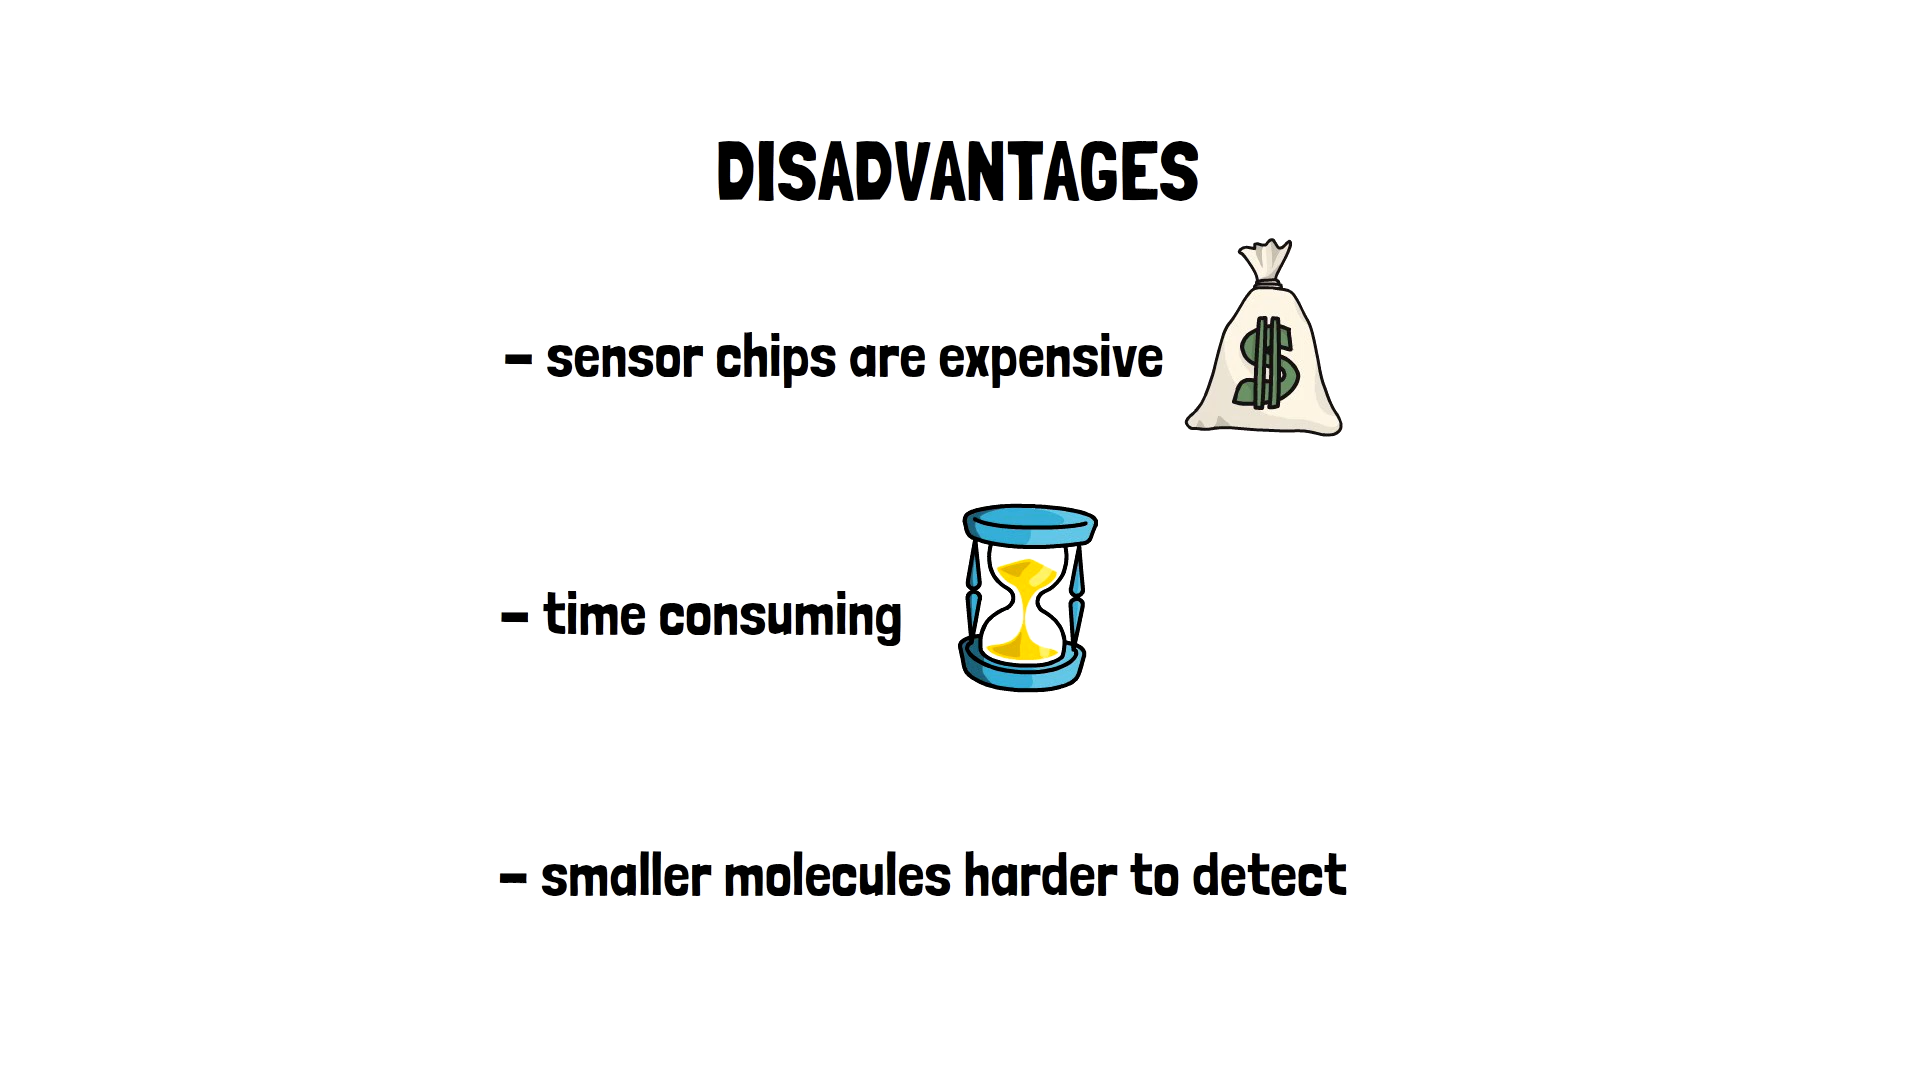 DISADVANTAGES
- sensor chips are expensive
$
- time consuming
- smaller molecules harder to detect